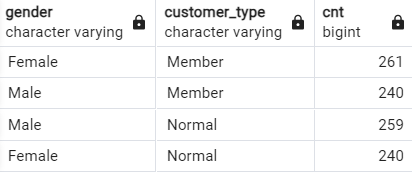 gender customer_type cnt
character varying character varying bigint
Female Member 261
Male Member 240
Male Normal 259
Female Normal 240